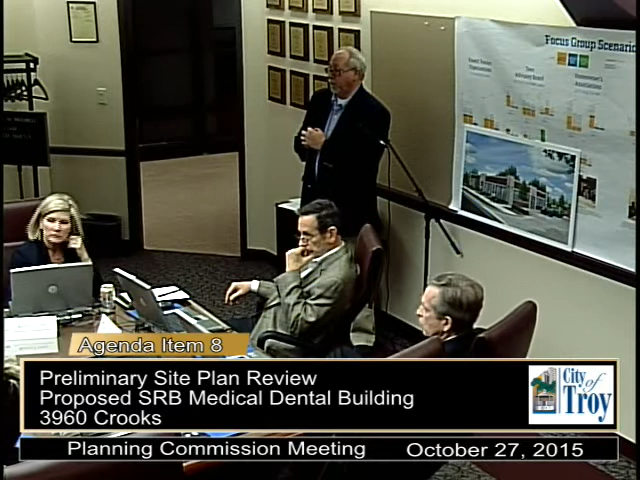 Focus Group Scenario
Agenda Item 8
Preliminary Site Plan Review
Proposed SRB Medical Dental Building
3960 Crooks
City
of
Troy
Planning Commission Meeting
October 27, 2015